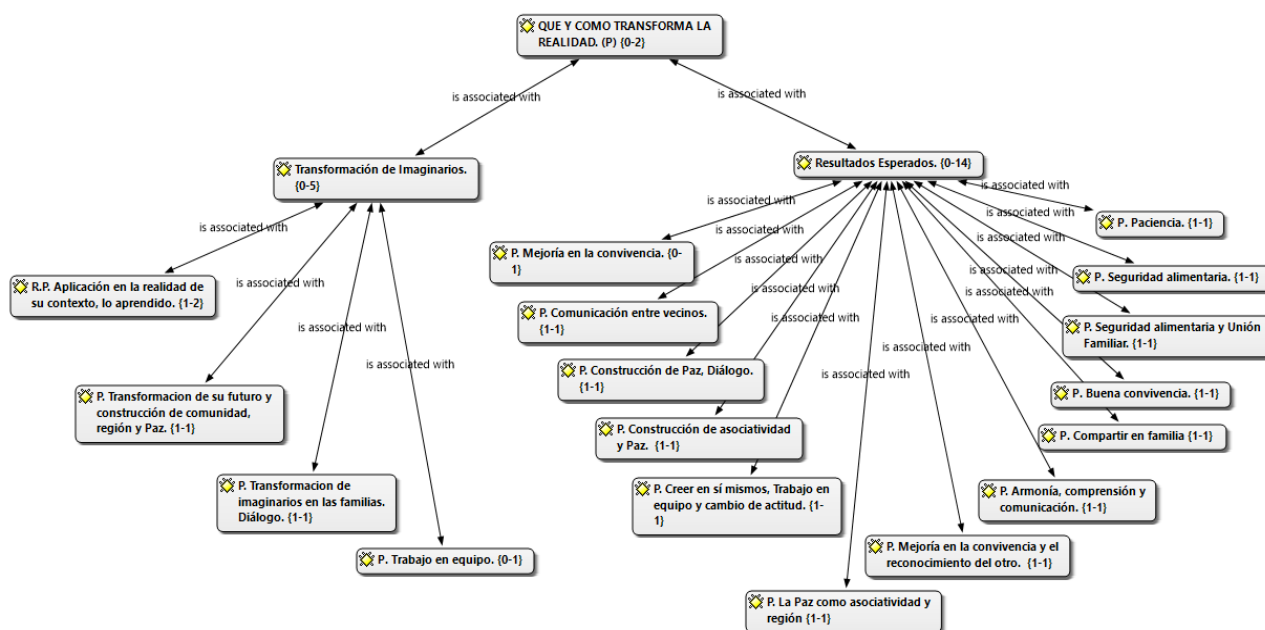 QUE Y COMO TRANSFORMA LA
REALIDAD. (P) {0-2}
is associated with
is associated with
Transformación de Imaginarios.
{0-5}
Resultados Esperados. {0-14}
is associated with
is associated with
is associated with
is associated with
R.P. Aplicación en la realidad de
su contexto, lo aprendido. {1-2}
P. Transformacion de su futuro y
construcción de comunidad,
región y Paz. {1-1}
P. Transformacion de
imaginarios en las familias.
Diálogo. {1-1}
P. Trabajo en equipo. {0-1}
is associated with
is associated with
is associated with
is associated with
is associated with
is associated with
is associated with
is associated with
is associated with
is associated with
is associated with
is associated with
is associated with
P. Mejoría en la convivencia. {0-
1}
P. Comunicación entre vecinos.
{1-1}
P. Construcción de Paz, Diálogo.
{1-1}
P. Construcción de asociatividad
y Paz. {1-1}
P. Creer en sí mismos, Trabajo en
equipo y cambio de actitud. {1-
1}
P. La Paz como asociatividad y
región {1-1}
P. Mejoría en la convivencia y el
reconocimiento del otro. {1-1}
P. Armonía, comprensión y
comunicación. {1-1}
P. Compartir en familia {1-1}
P. Buena convivencia. {1-1}
P. Seguridad alimentaria y Unión
Familiar. {1-1}
P. Seguridad alimentaria. {1-1}
P. Paciencia. {1-1}